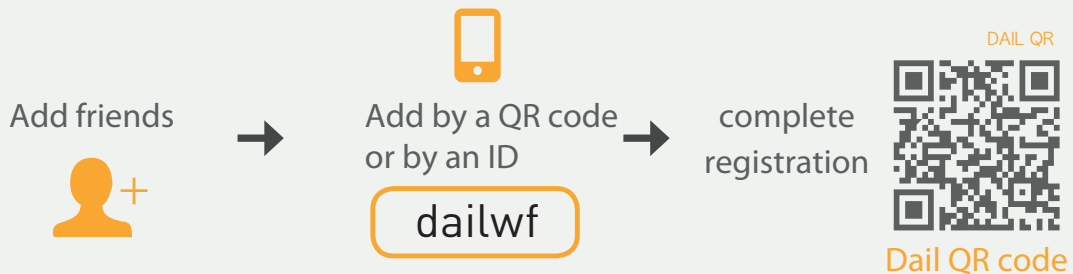 Add friends
Add by a QR code
or by an ID
dailwf
complete
registration
DAIL QR
Dail QR code